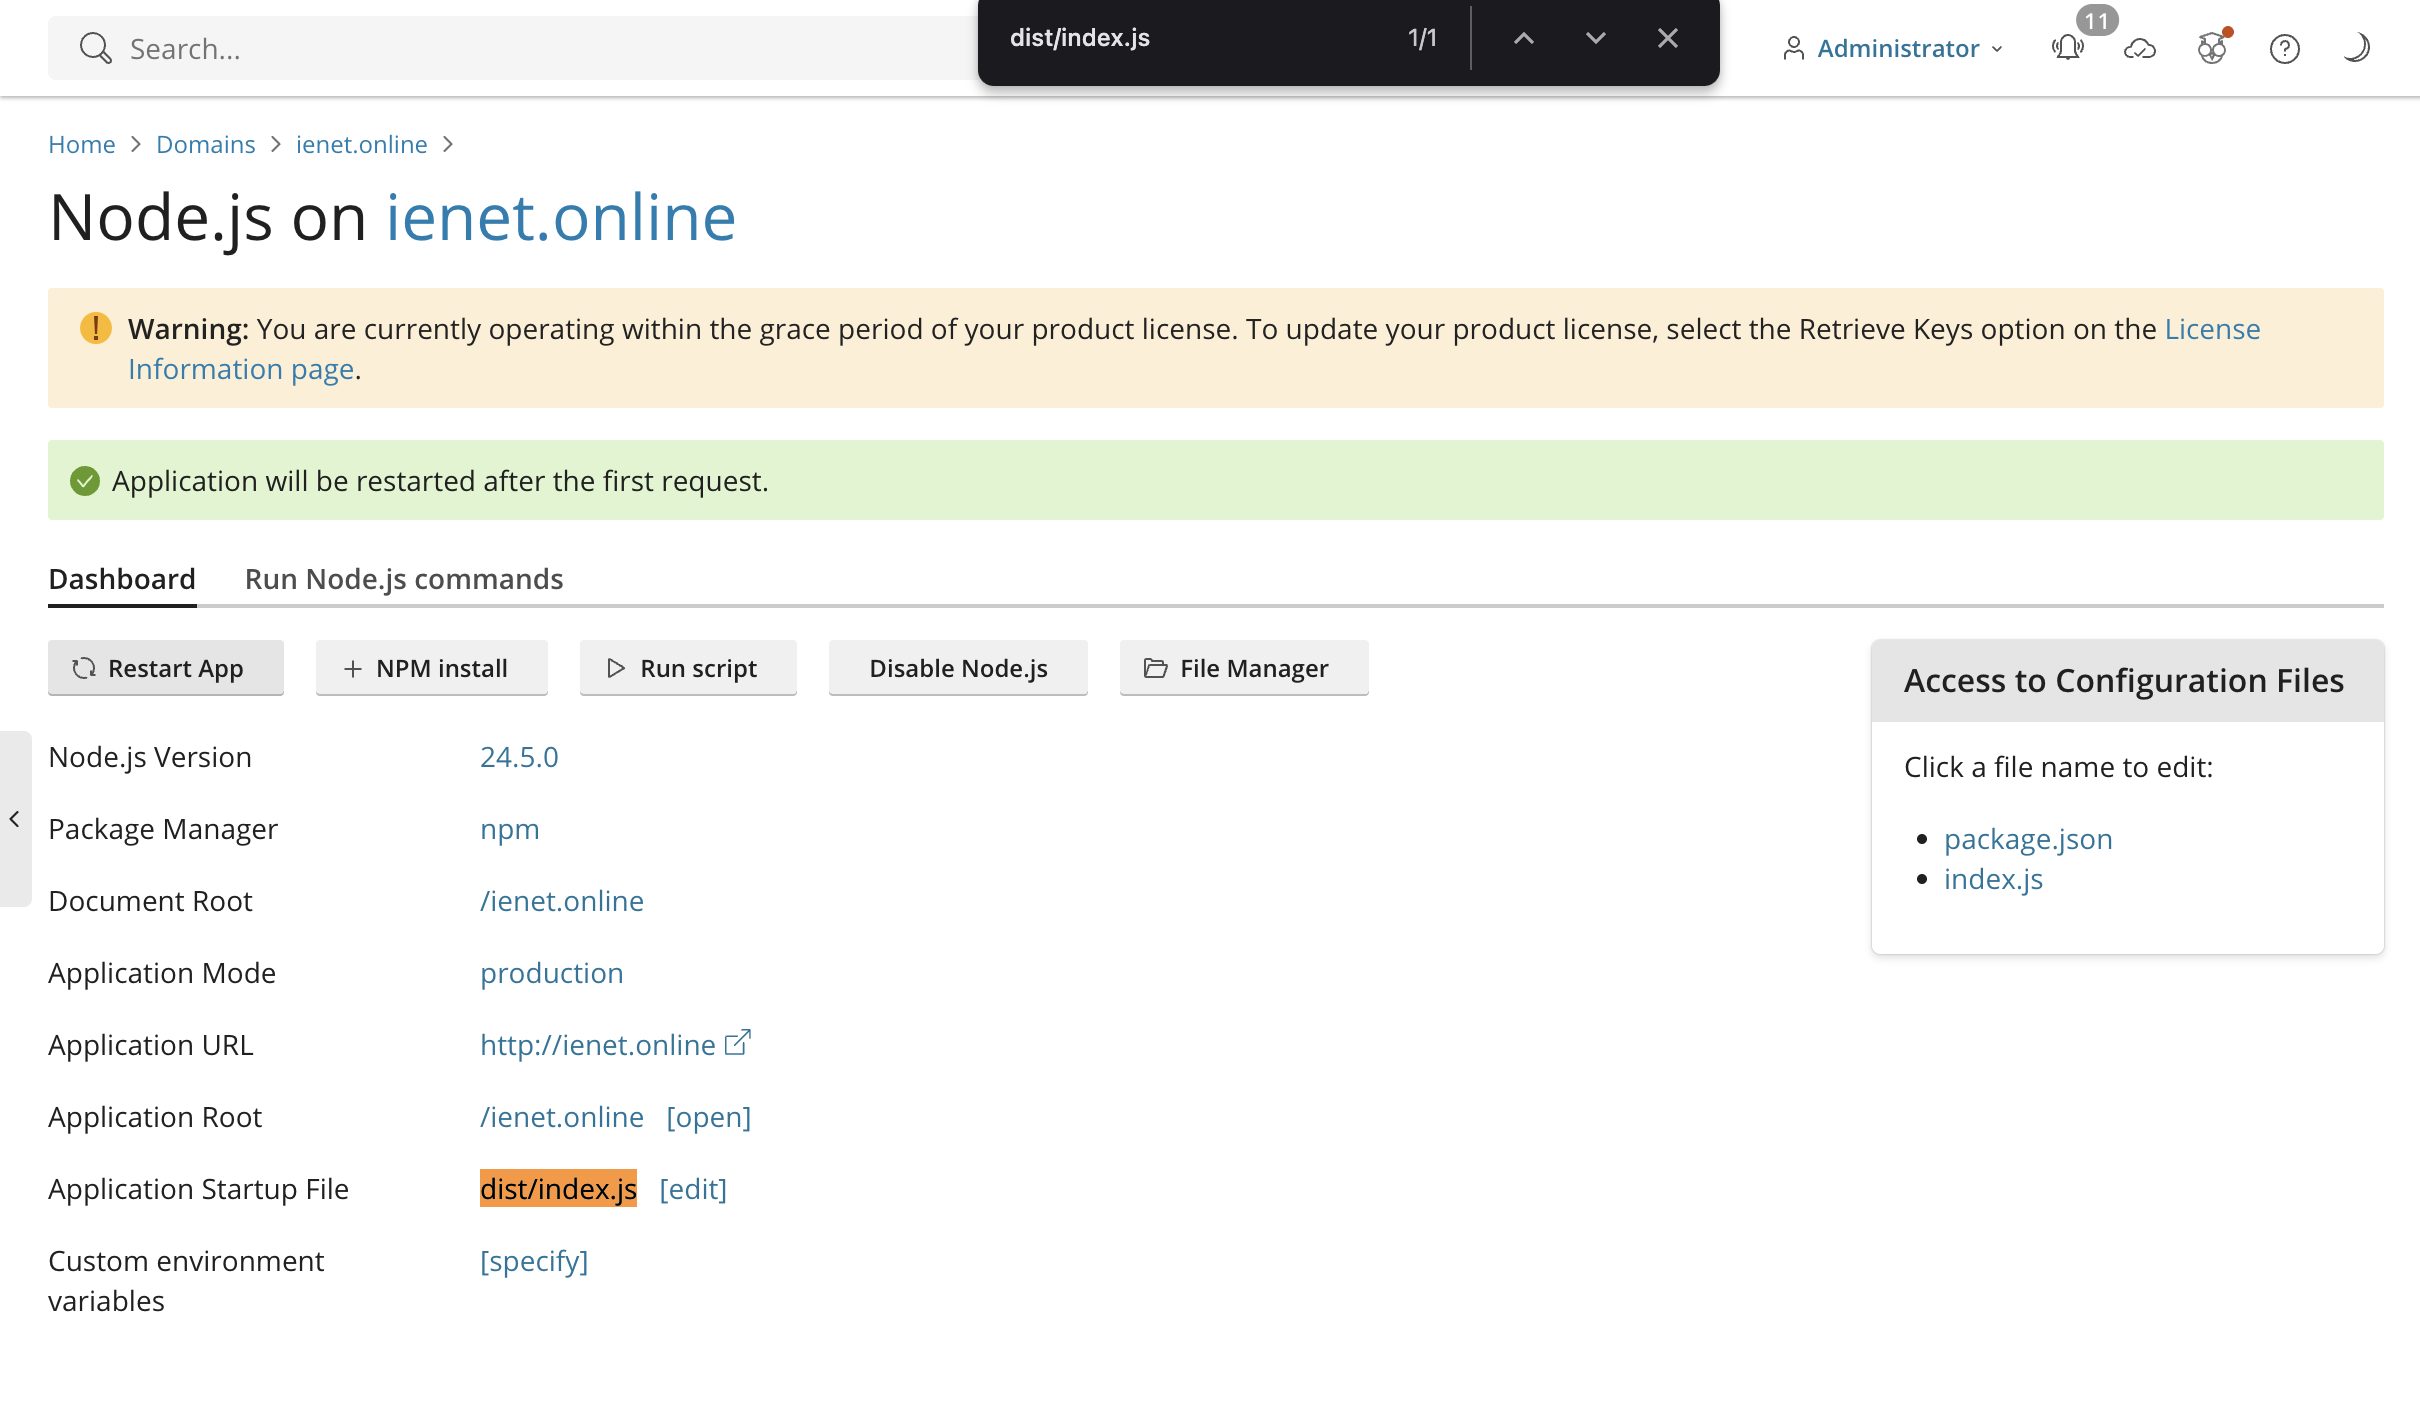 Search...
dist/index.js
1/1
Administrator
11
Home > Domains > ienet.online >
Node.js on ienet.online
Warning: You are currently operating within the grace period of your product license. To update your product license, select the Retrieve Keys option on the License
Information page.
Application will be restarted after the first request.
Dashboard
Run Node.js commands
Restart App
NPM install
Run script
Disable Node.js
File Manager
Node.js Version 24.5.0
Package Manager npm
Document Root /ienet.online
Application Mode production
Application URL http://ienet.online
Application Root /ienet.online [open]
Application Startup File dist/index.js [edit]
Custom environment [specify]
variables
Access to Configuration Files
Click a file name to edit:
• package.json
• index.js